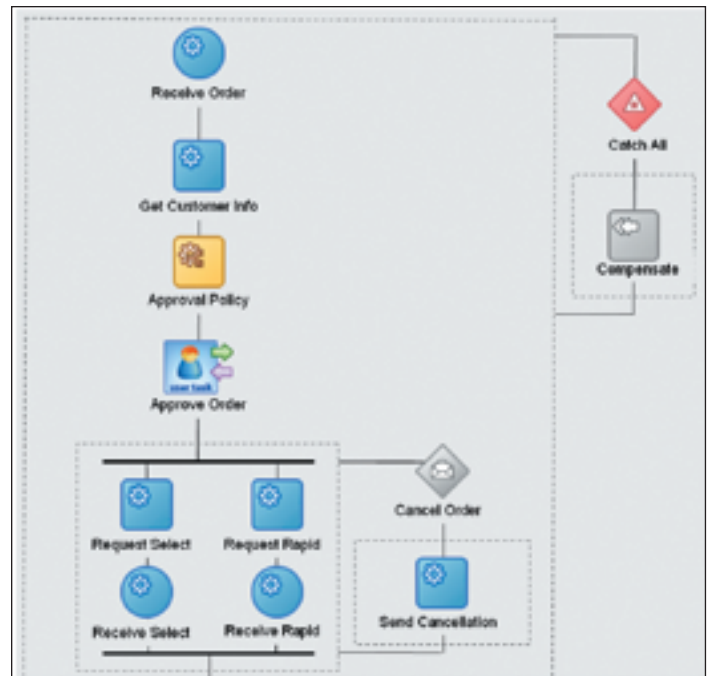 Receive Order
Catch All
Get Customer Info
Compensate
Approval Policy
user task
Approve Order
Cancel Order
Request Select
Request Rapid
Send Cancellation
Receive Select
Receive Rapid